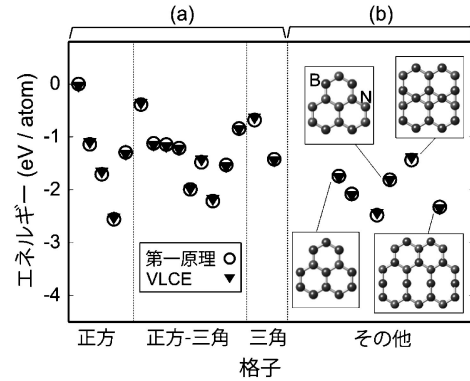 (a) (b)
エネルギー (eV / atom)
0
-1
-2
-3
-4
B
N
第一原理
VLCE
正方 正方-三角 三角 その他
格子